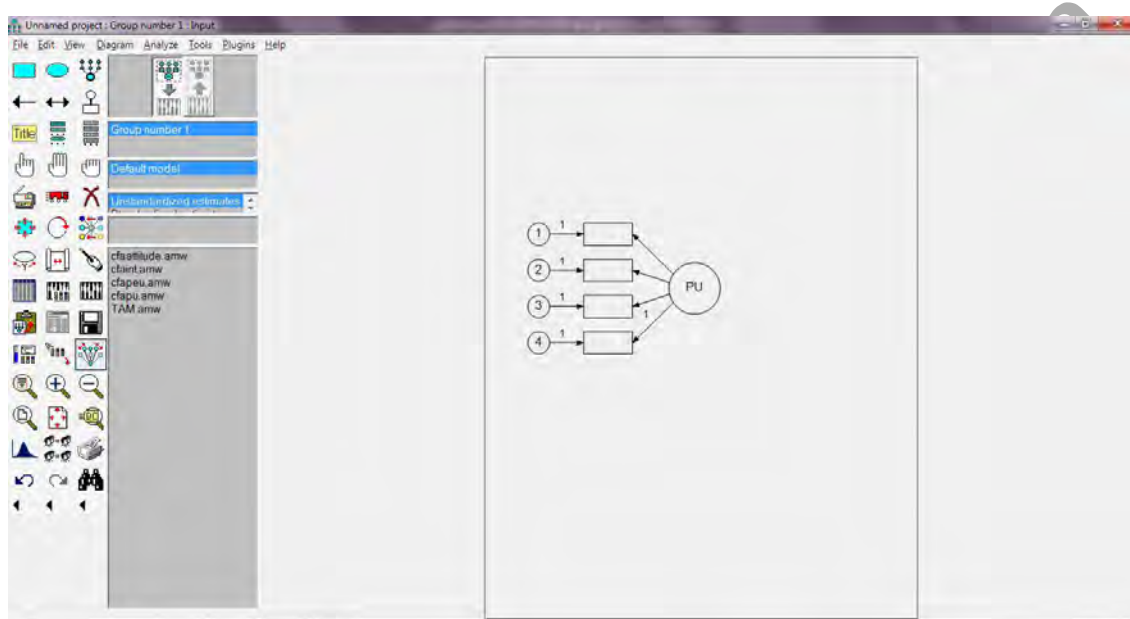 Unnamed project : Group number 1 : Input
File Edit View Diagram Analyze Tools Plugins Help
Title
Group number 1
Default model
Unstandardized estimates
cfaattitude.amw
cfaint.amw
cfapeu.amw
cfapu.amw
TAM.amw
1 1
2 1
3 1
4 1
1
PU